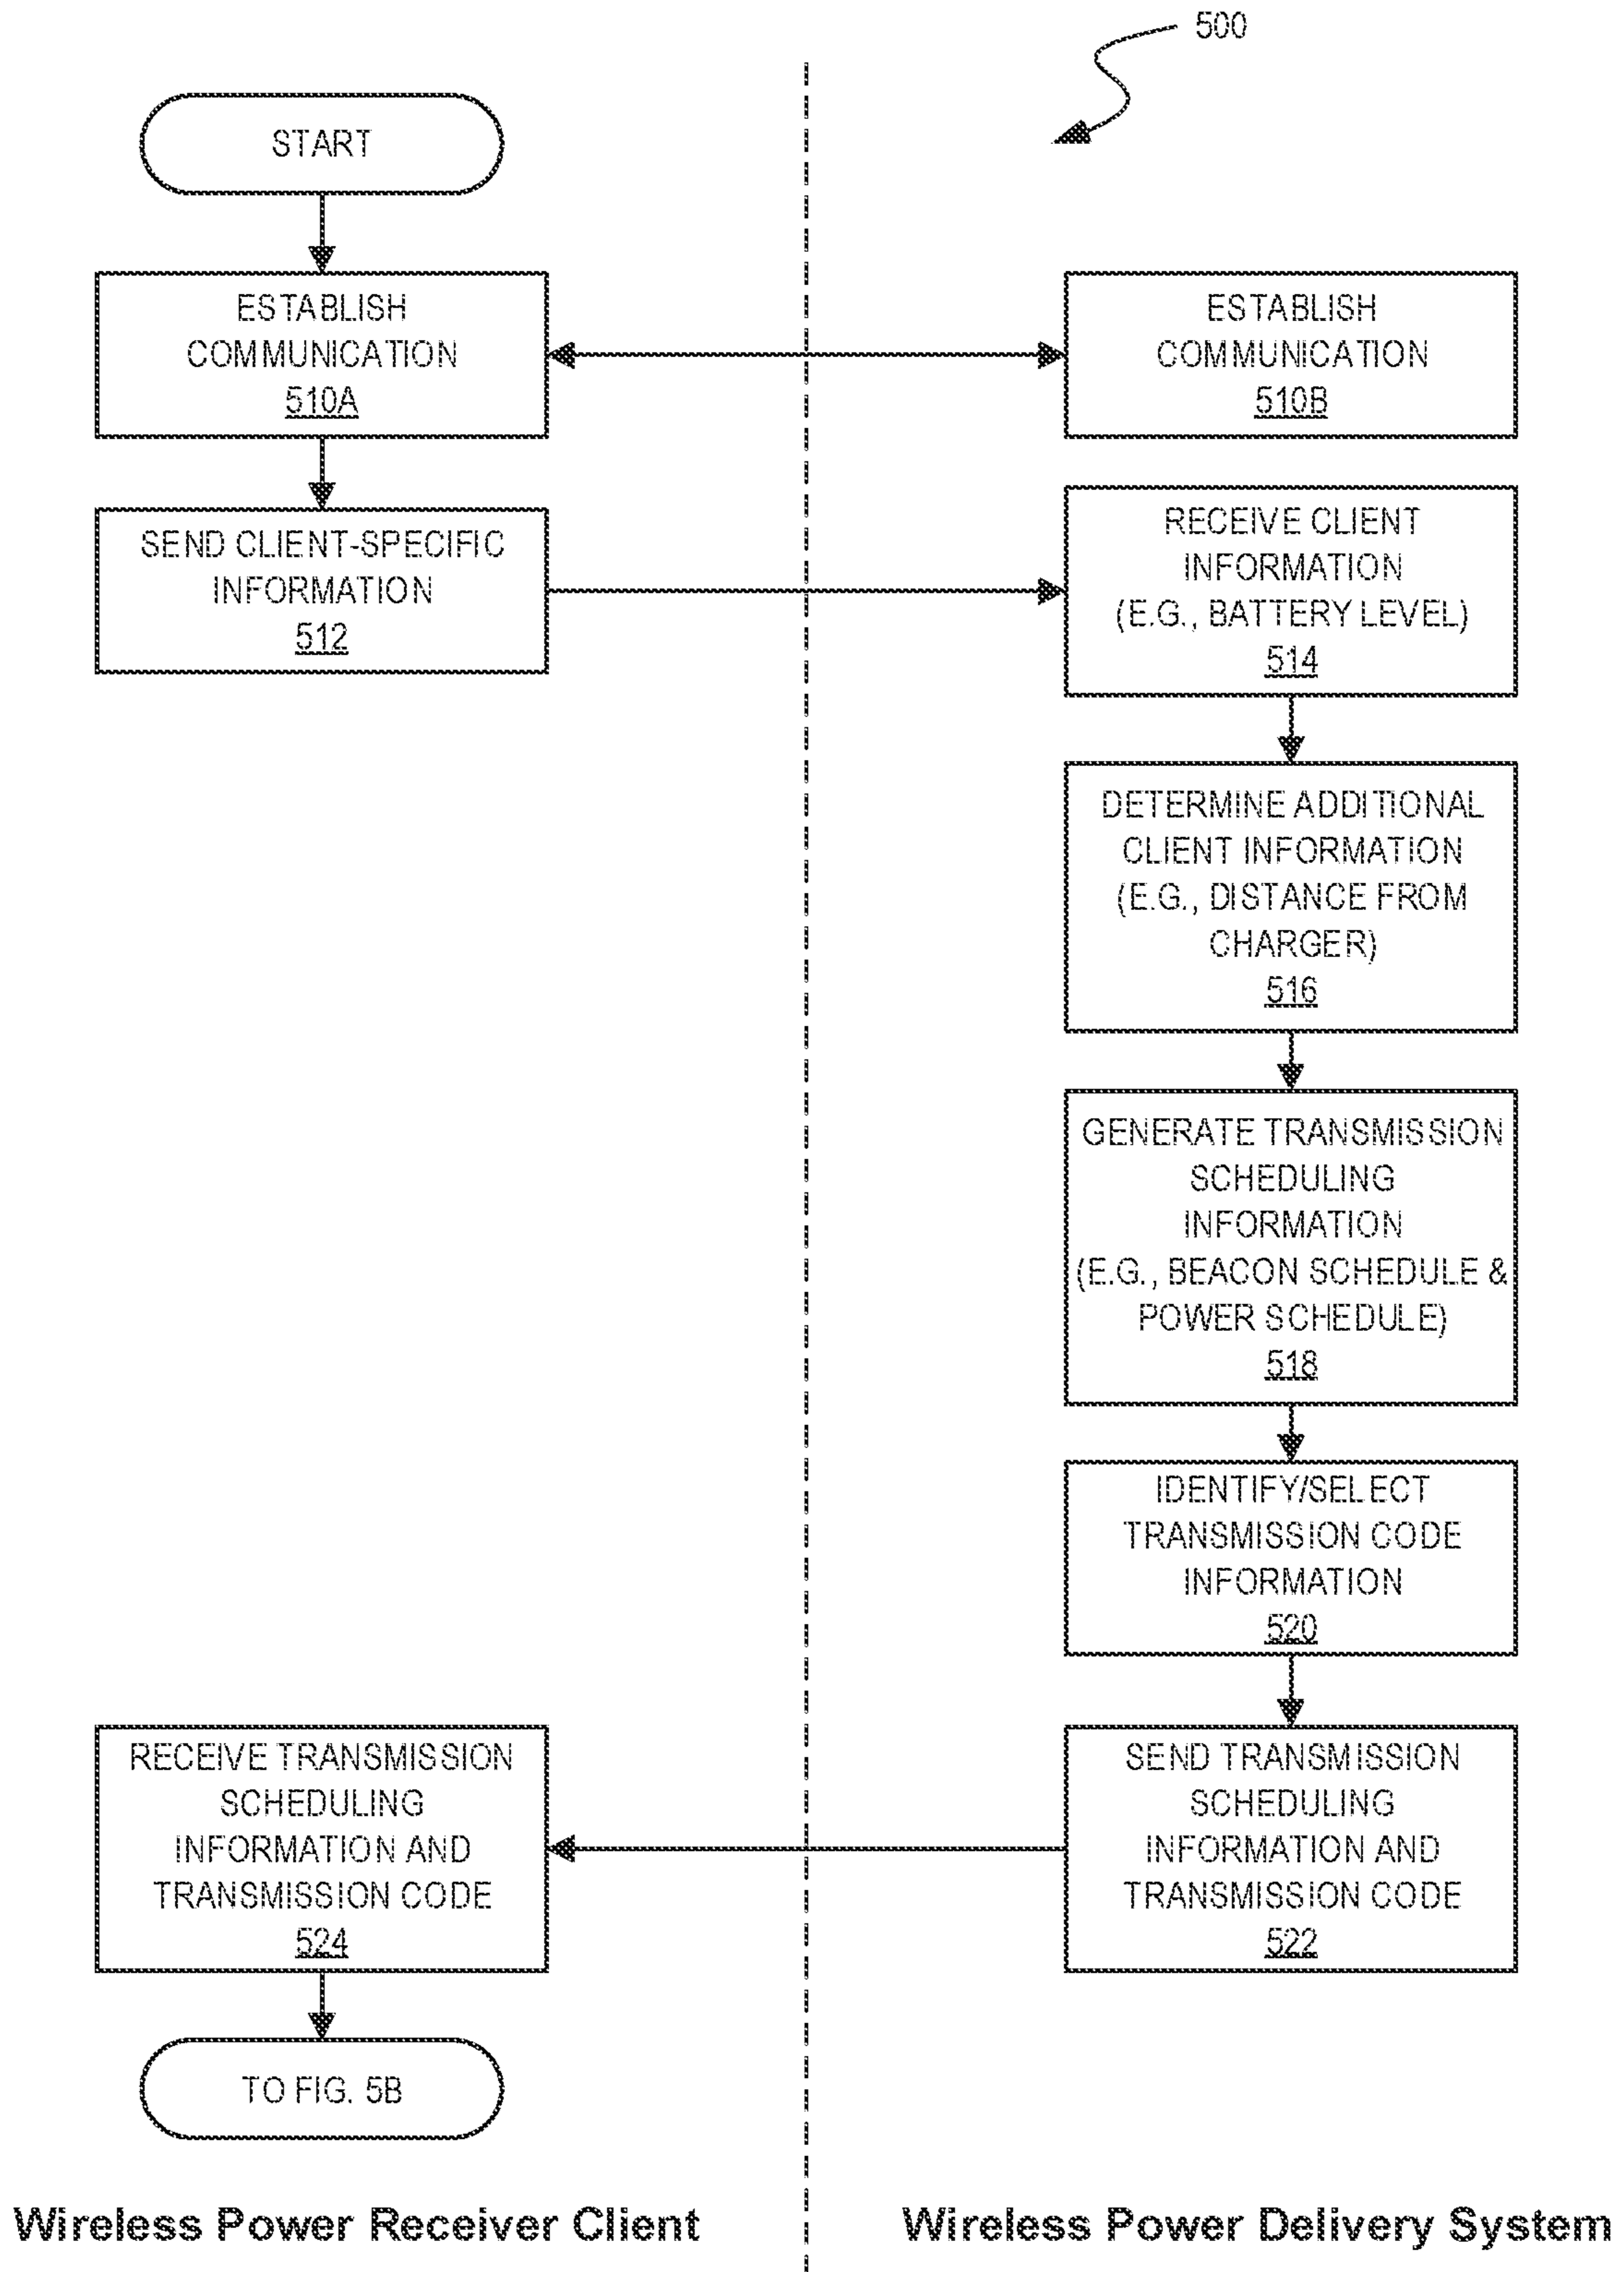 500
START
ESTABLISH
COMMUNICATION
510A
ESTABLISH
COMMUNICATION
510B
SEND CLIENT-SPECIFIC
INFORMATION
512
RECEIVE CLIENT
INFORMATION
(E.G., BATTERY LEVEL)
514
DETERMINE ADDITIONAL
CLIENT INFORMATION
(E.G., DISTANCE FROM
CHARGER)
516
GENERATE TRANSMISSION
SCHEDULING
INFORMATION
(E.G., BEACON SCHEDULE &
POWER SCHEDULE)
518
IDENTIFY/SELECT
TRANSMISSION CODE
INFORMATION
520
SEND TRANSMISSION
SCHEDULING
INFORMATION AND
TRANSMISSION CODE
522
RECEIVE TRANSMISSION
SCHEDULING
INFORMATION AND
TRANSMISSION CODE
524
TO FIG. 5B
Wireless Power Receiver Client
Wireless Power Delivery System